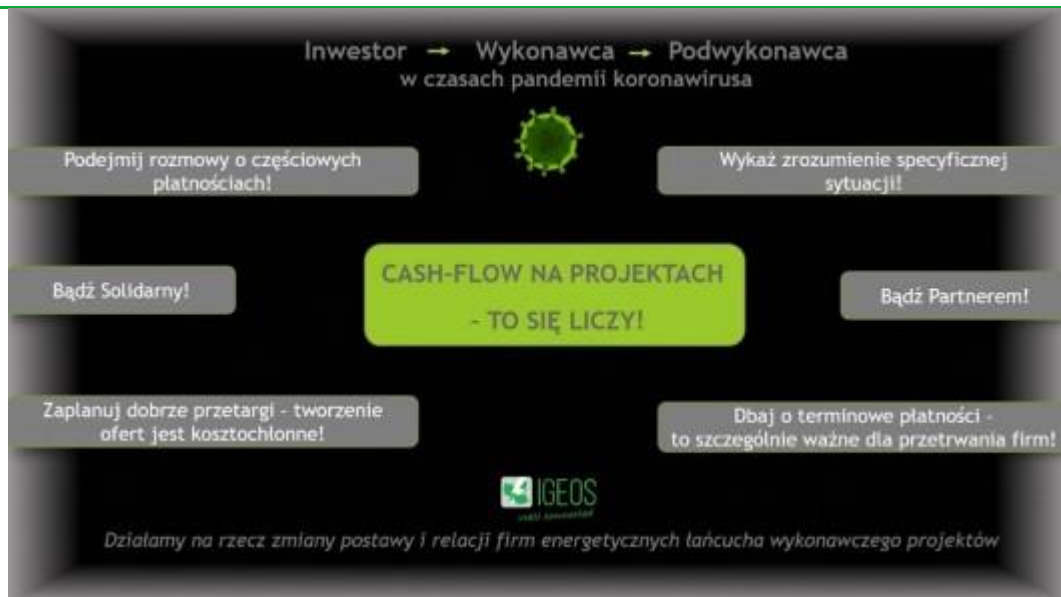 Inwestor → Wykonawca → Podwykonawca
w czasach pandemii koronawirusa
Podejmij rozmowy o częściowych
płatnościach!
Wykaż zrozumienie specyficznej
sytuacji!
CASH-FLOW NA PROJEKTACH
- TO SIĘ LICZY!
Bądź Solidarny!
Bądź Partnerem!
Zaplanuj dobrze przetargi - tworzenie
ofert jest kosztochłonne!
Dbaj o terminowe płatności -
to szczególnie ważne dla przetrwania firm!
IGEOS
Działamy na rzecz zmiany postawy i relacji firm energetycznych łańcucha wykonawczego projektów